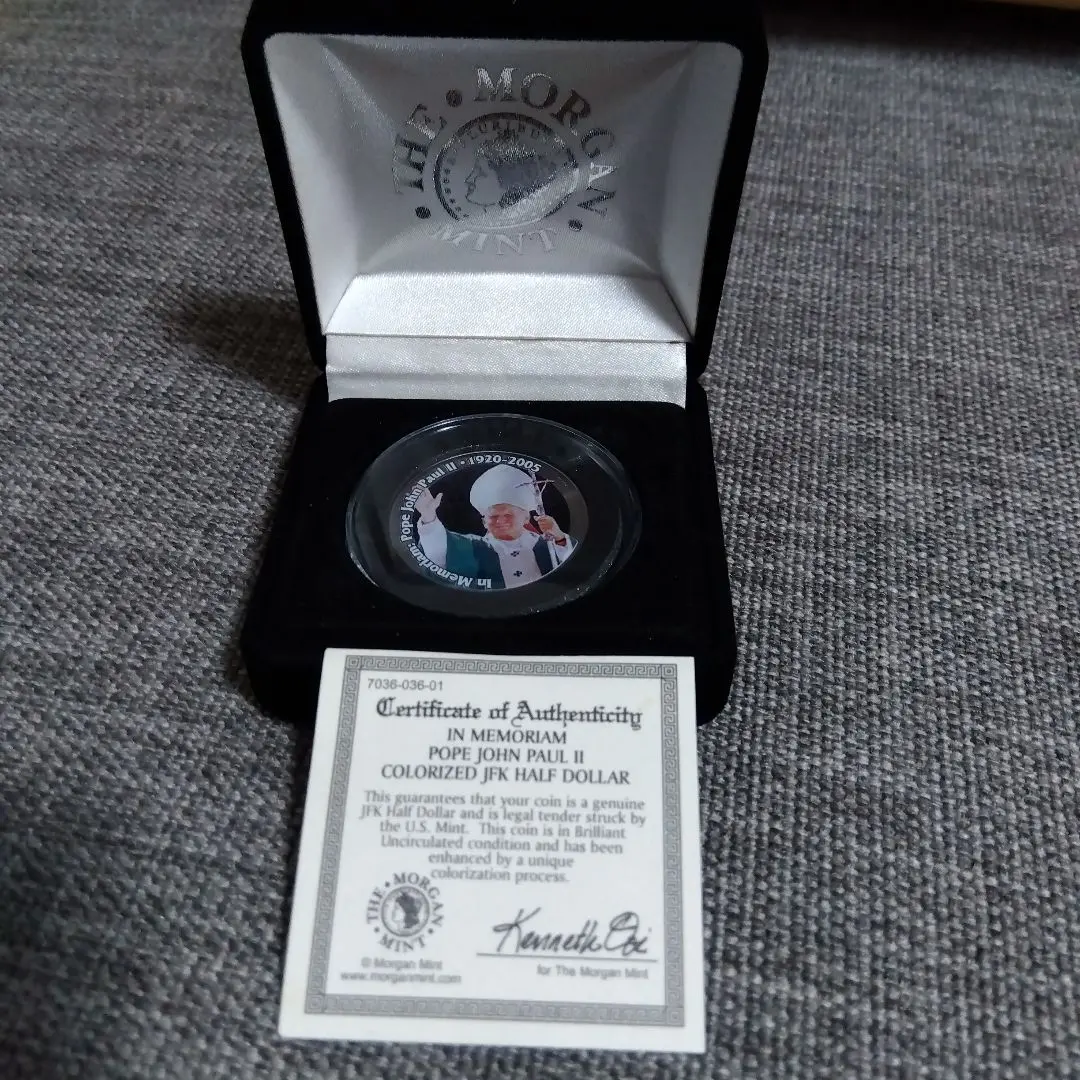 THE • MORGAN • MINT •
In Memoriam: Pope John Paul II • 1920-2005
7036-036-01
Certificate of Authenticity
IN MEMORIAM
POPE JOHN PAUL II
COLORIZED JFK HALF DOLLAR
This guarantees that your coin is a genuine
JFK Half Dollar and is legal tender struck by
the U.S. Mint. This coin is in Brilliant
Uncirculated condition and has been
enhanced by a unique
colorization process.
THE • MORGAN • MINT •
© Morgan Mint
www.morganmint.com
Kenneth
for The Morgan Mint